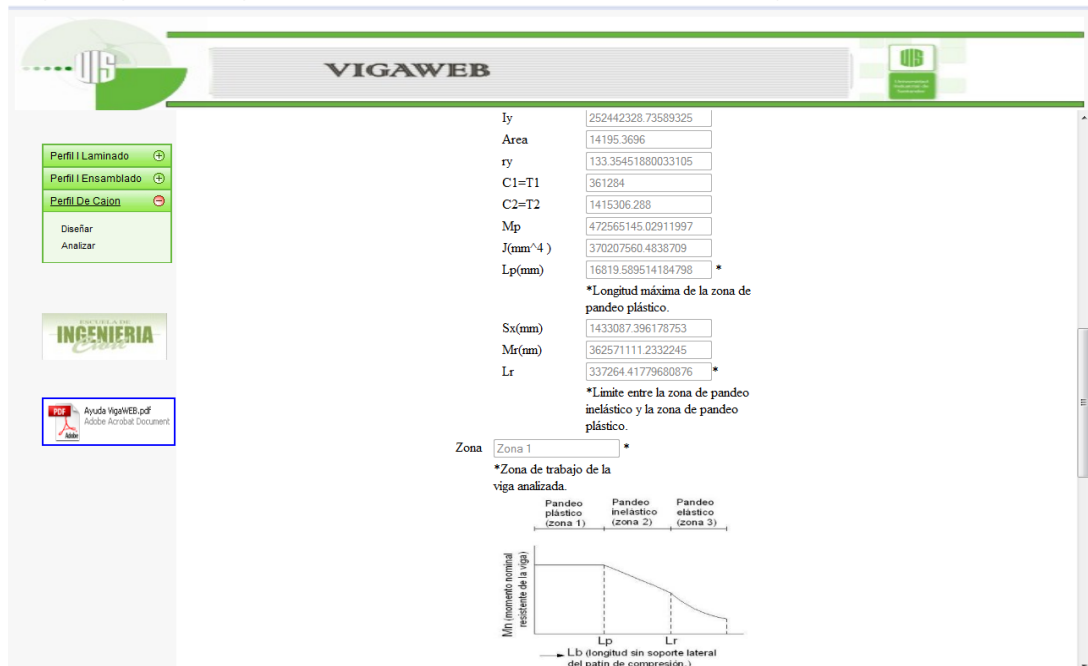 UIS
VIGAWEB
UIS
Perfil I Laminado
Perfil I Ensamblado
Perfil De Cajon
Diseñar
Analizar
ESCUELA DE
INGENIERIA
Civil
PDF
Adobe
Ayuda VigaWEB.pdf
Adobe Acrobat Document
Iy 252442328.73589325
Area 14195.3696
ry 133.35451880033105
C1=T1 361284
C2=T2 1415306.288
Mp 472565145.02911997
J(mm^4 ) 370207560.4838709
Lp(mm) 16819.589514184798 *
*Longitud máxima de la zona de
pandeo plástico.
Sx(mm) 1433087.396178753
Mr(nm) 362571111.2332245
Lr 337264.41779680876 *
*Limite entre la zona de pandeo
inelástico y la zona de pandeo
plástico.
Zona Zona 1 *
*Zona de trabajo de la
viga analizada.
Pandeo
plástico
(zona 1)
Pandeo
inelástico
(zona 2)
Pandeo
elástico
(zona 3)
Mn (momento nominal
resistente de la viga)
Lp Lr
Lb (longitud sin soporte lateral
del patín de compresión.)